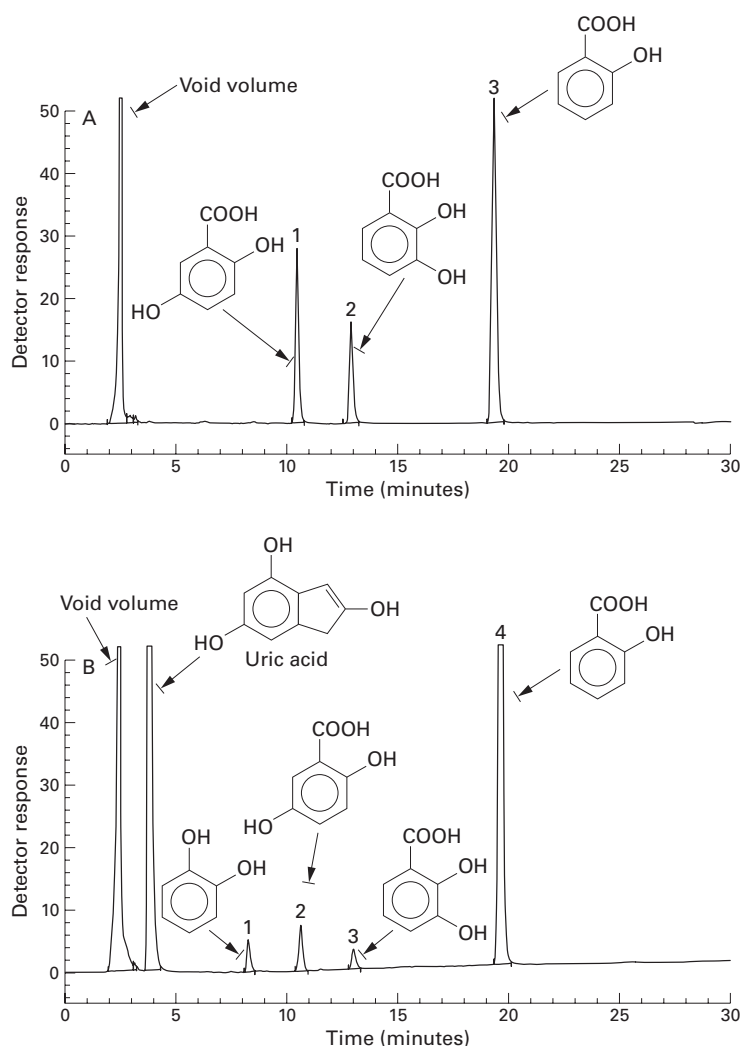 Void volume
COOH
OH
3
50
A
40
Detector response
30
20
10
0
COOH
OH
HO
1
COOH
OH
OH
2
0 5 10 15 20 25 30
Time (minutes)
OH
OH
HO
Uric acid
Void volume
COOH
OH
4
50
B
40
Detector response
30
20
10
0
COOH
OH
HO
OH
OH
1
2
COOH
OH
OH
3
0 5 10 15 20 25 30
Time (minutes)